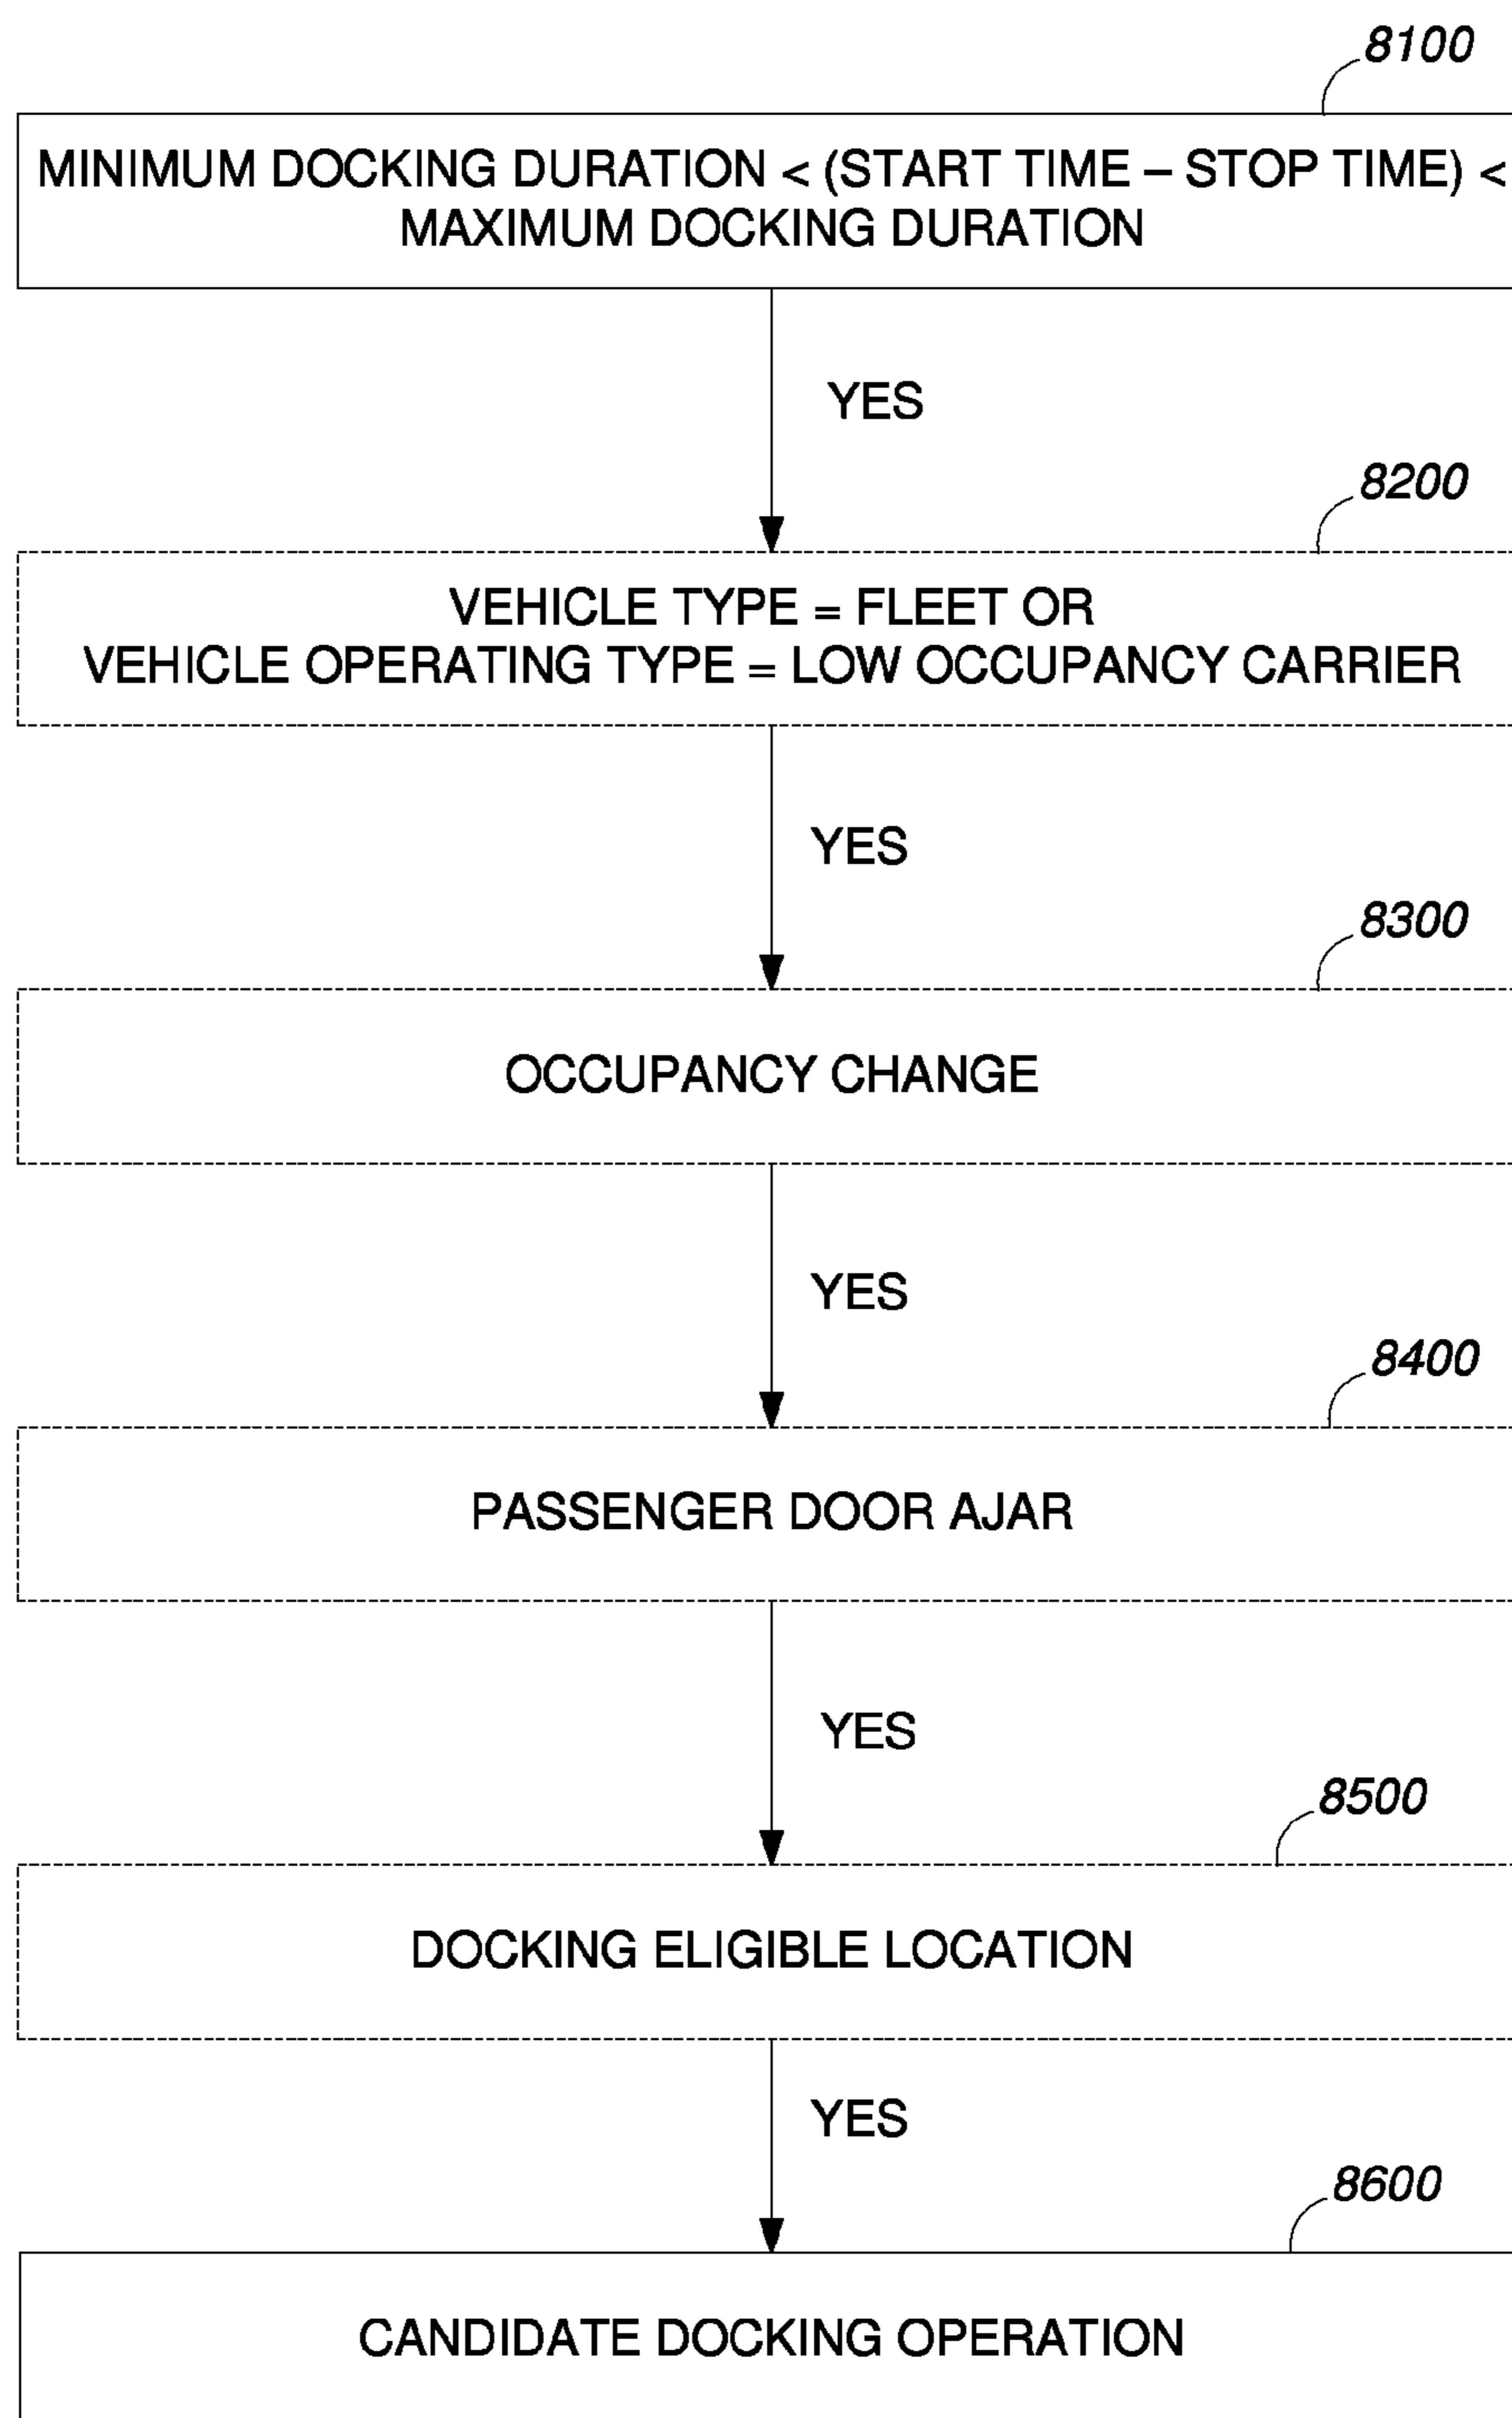 8100
MINIMUM DOCKING DURATION < (START TIME – STOP TIME) <
MAXIMUM DOCKING DURATION
YES
8200
VEHICLE TYPE = FLEET OR
VEHICLE OPERATING TYPE = LOW OCCUPANCY CARRIER
YES
8300
OCCUPANCY CHANGE
YES
8400
PASSENGER DOOR AJAR
YES
8500
DOCKING ELIGIBLE LOCATION
YES
8600
CANDIDATE DOCKING OPERATION